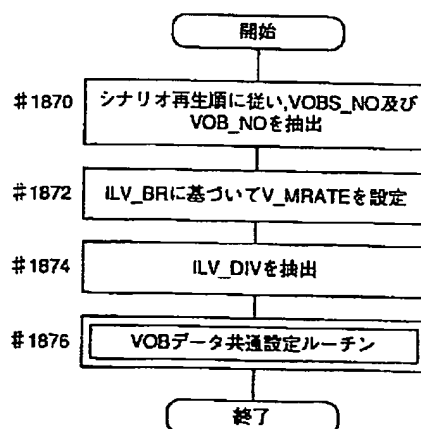 開始
#1870
シナリオ再生順に従い,VOBS_NO及び
VOB_NOを抽出
#1872
ILV_BRに基づいてV_MRATEを設定
#1874
ILV_DIVを抽出
#1876
VOBデータ共通設定ルーチン
終了